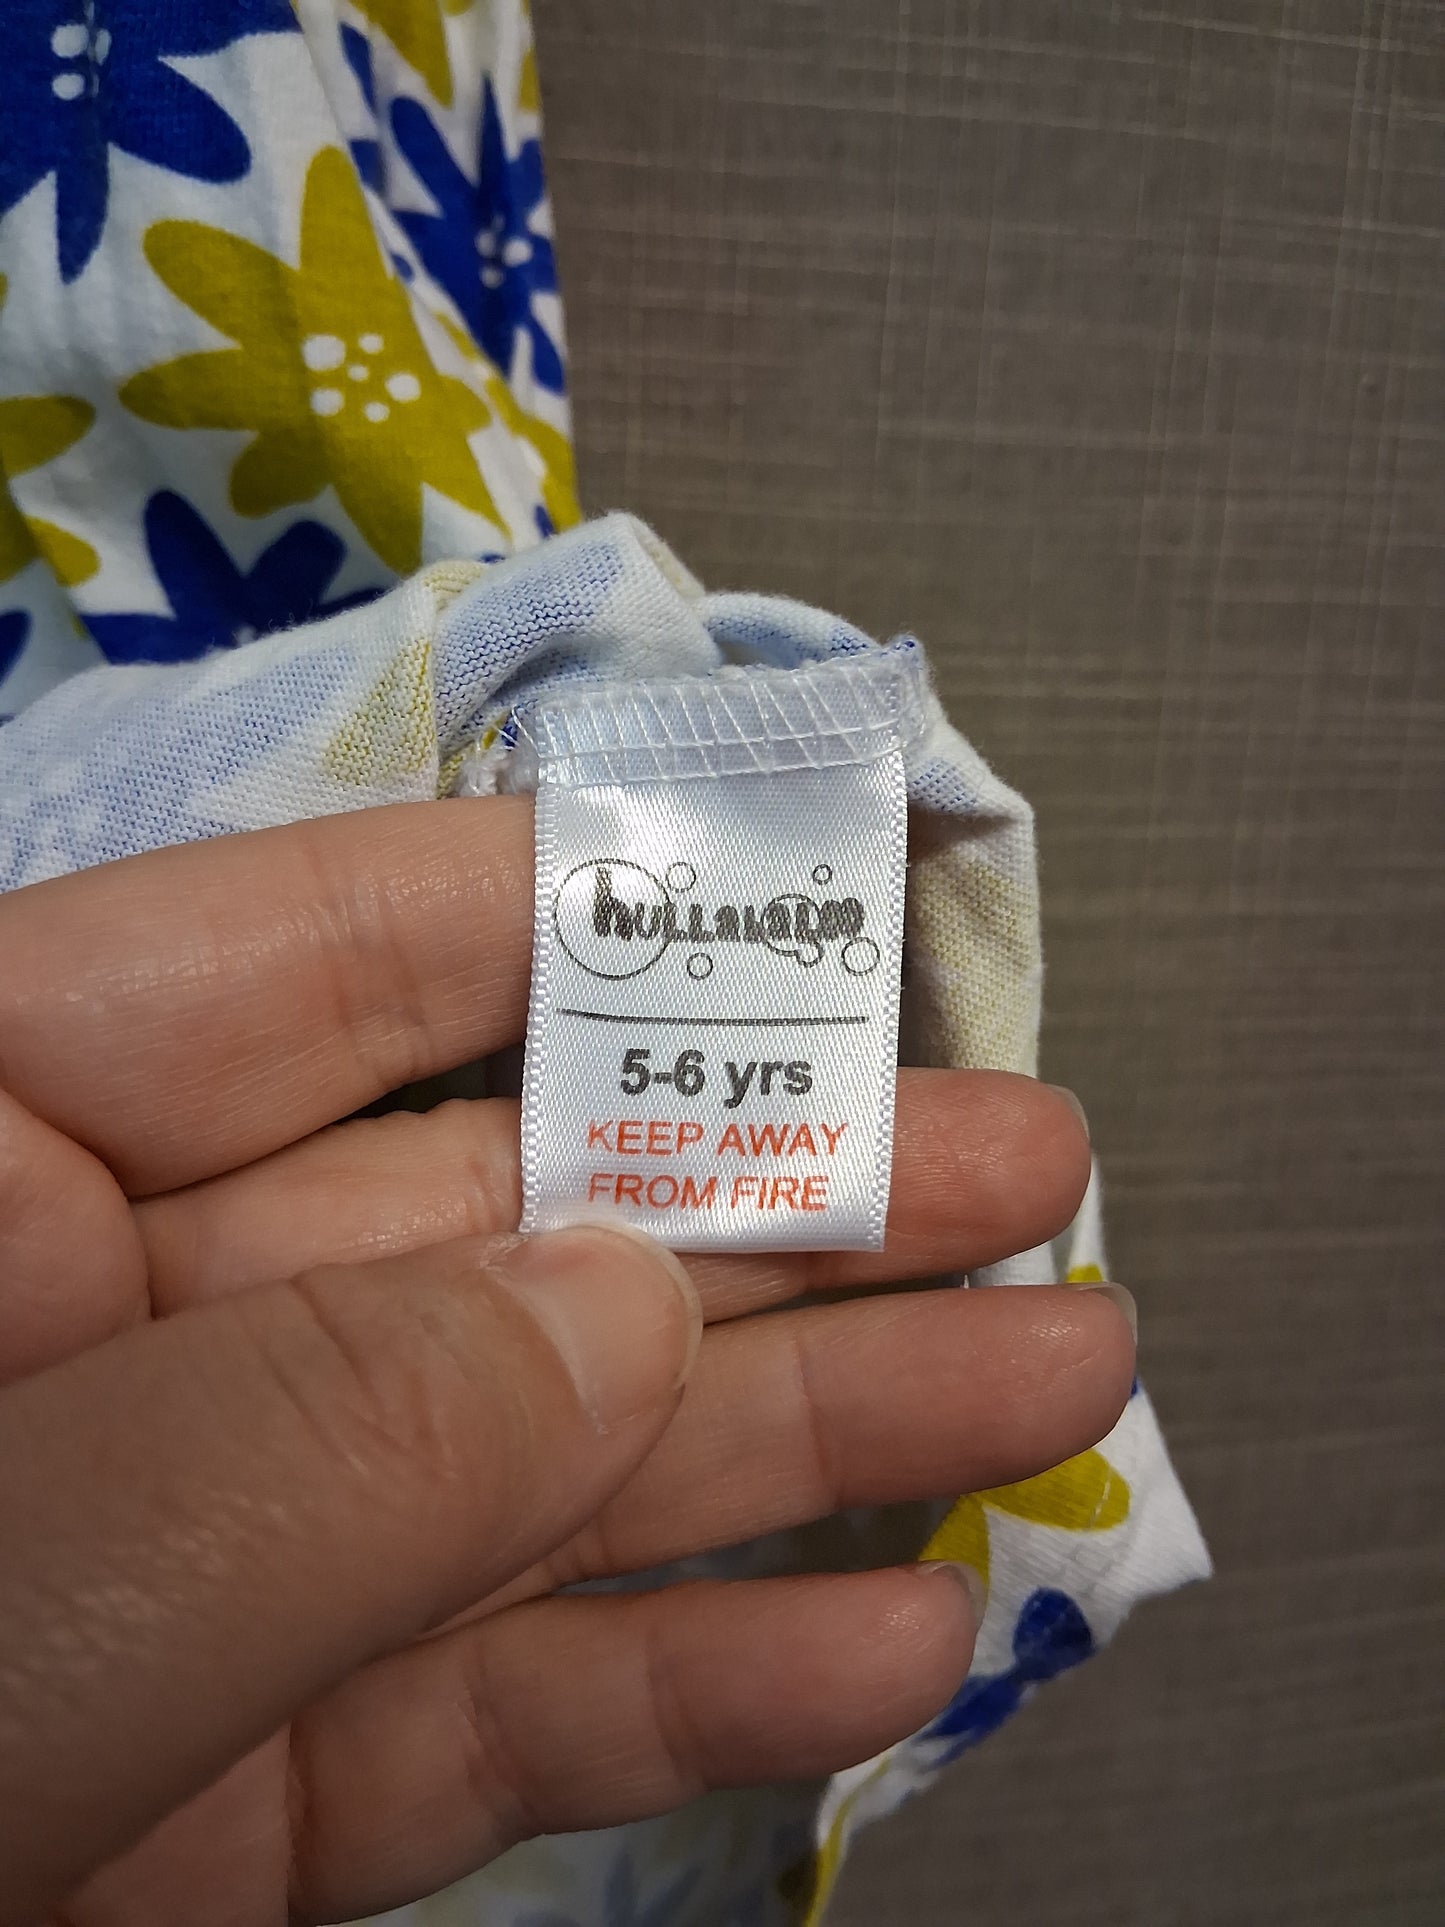 hullabaloo
5-6 yrs
KEEP AWAY
FROM FIRE